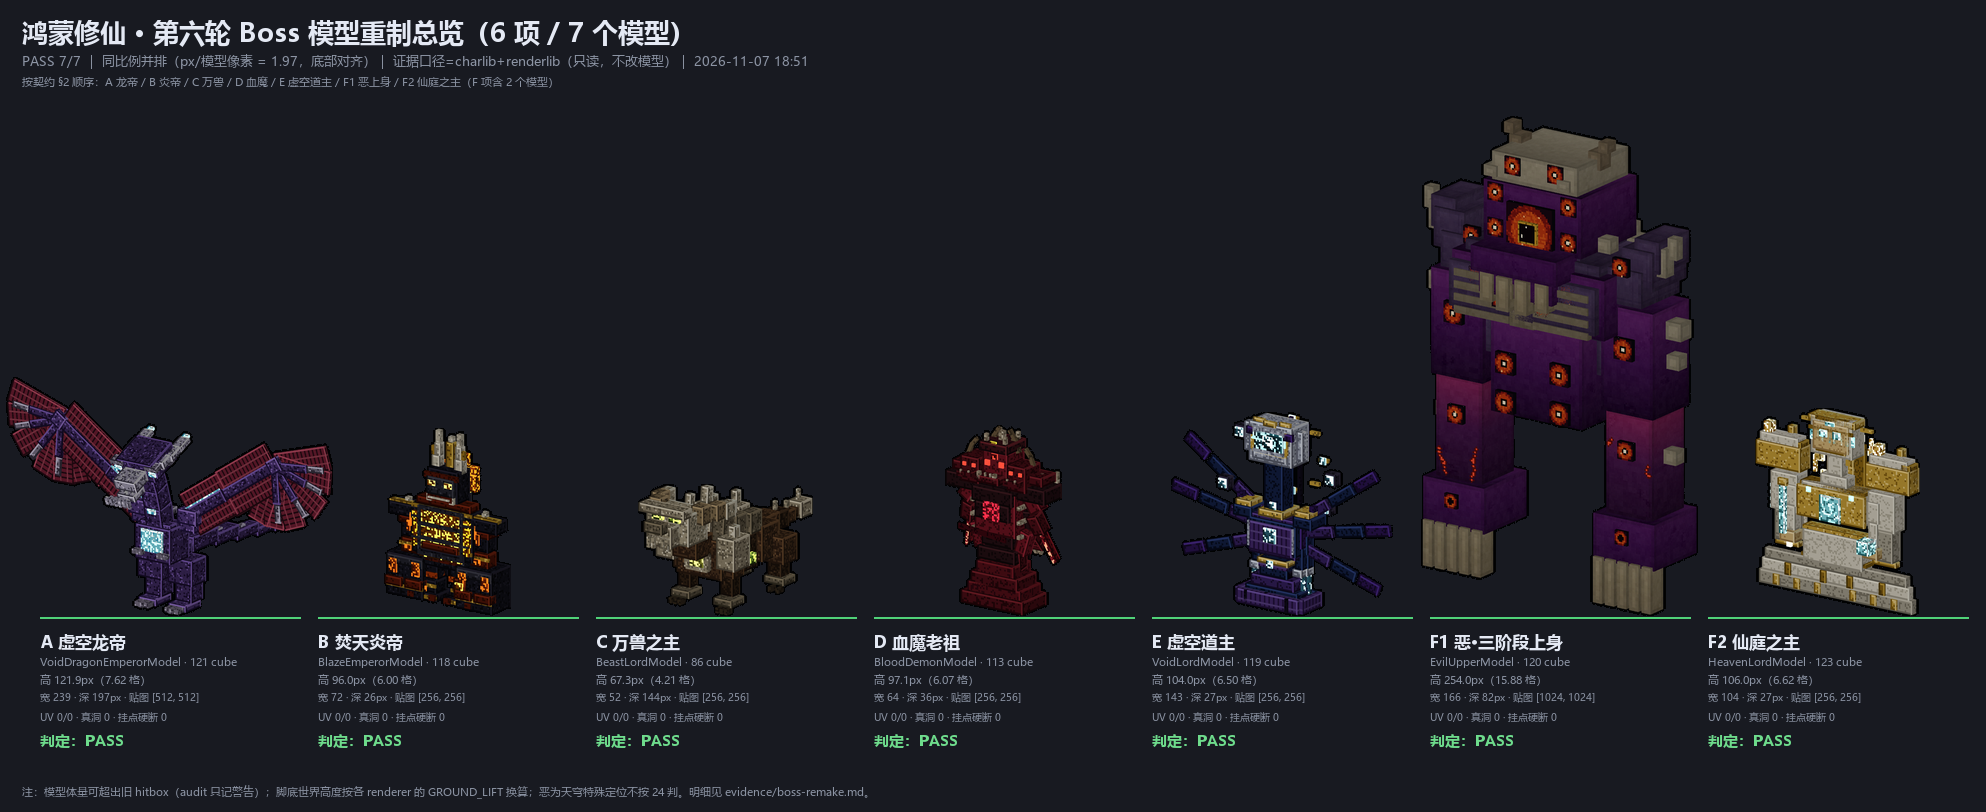 鸿蒙修仙 · 第六轮 Boss 模型重制总览（6 项 / 7 个模型）
PASS 7/7 ｜ 同比例并排（px/模型像素 = 1.97，底部对齐）｜ 证据口径=charlib+renderlib（只读，不改模型）｜ 2026-11-07 18:51
按契约 §2 顺序：A 龙帝 / B 炎帝 / C 万兽 / D 血魔 / E 虚空道主 / F1 恶上身 / F2 仙庭之主（F 项含 2 个模型）
A 虚空龙帝
VoidDragonEmperorModel · 121 cube
高 121.9px（7.62 格）
宽 239 · 深 197px · 贴图 [512, 512]
UV 0/0 · 真洞 0 · 挂点硬断 0
判定：PASS
B 焚天炎帝
BlazeEmperorModel · 118 cube
高 96.0px（6.00 格）
宽 72 · 深 26px · 贴图 [256, 256]
UV 0/0 · 真洞 0 · 挂点硬断 0
判定：PASS
C 万兽之主
BeastLordModel · 86 cube
高 67.3px（4.21 格）
宽 52 · 深 144px · 贴图 [256, 256]
UV 0/0 · 真洞 0 · 挂点硬断 0
判定：PASS
D 血魔老祖
BloodDemonModel · 113 cube
高 97.1px（6.07 格）
宽 64 · 深 36px · 贴图 [256, 256]
UV 0/0 · 真洞 0 · 挂点硬断 0
判定：PASS
E 虚空道主
VoidLordModel · 119 cube
高 104.0px（6.50 格）
宽 143 · 深 27px · 贴图 [256, 256]
UV 0/0 · 真洞 0 · 挂点硬断 0
判定：PASS
F1 恶·三阶段上身
EvilUpperModel · 120 cube
高 254.0px（15.88 格）
宽 166 · 深 82px · 贴图 [1024, 1024]
UV 0/0 · 真洞 0 · 挂点硬断 0
判定：PASS
F2 仙庭之主
HeavenLordModel · 123 cube
高 106.0px（6.62 格）
宽 104 · 深 27px · 贴图 [256, 256]
UV 0/0 · 真洞 0 · 挂点硬断 0
判定：PASS
注：模型体量可超出旧 hitbox（audit 只记警告）；脚底世界高度按各 renderer 的 GROUND_LIFT 换算；恶为天穹特殊定位不按 24 判。明细见 evidence/boss-remake.md。